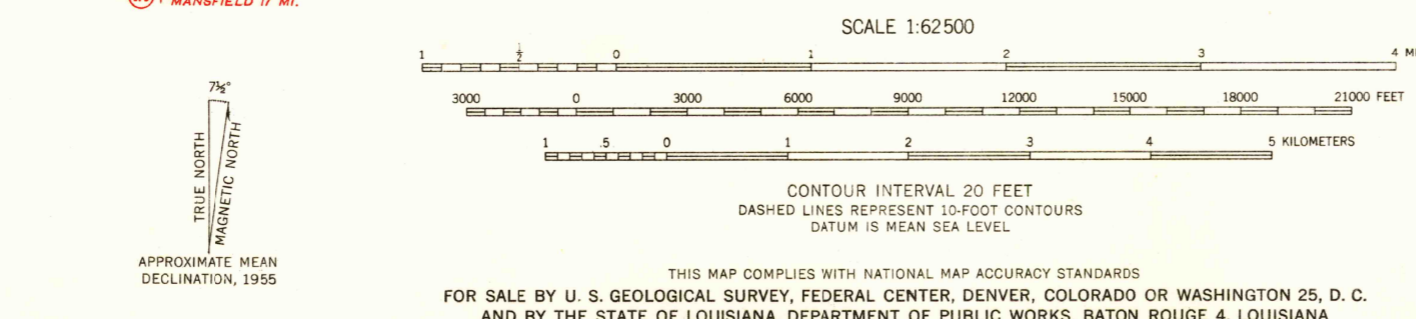 MANSFIELD 17 MI.
SCALE 1:62500
1 ½ 0 1 2 3 4
3000 0 3000 6000 9000 12000 15000 18000 21000 FEET
1 .5 0 1 2 3 4 5 KILOMETERS
7½°
TRUE NORTH
MAGNETIC NORTH
APPROXIMATE MEAN
DECLINATION, 1955
CONTOUR INTERVAL 20 FEET
DASHED LINES REPRESENT 10-FOOT CONTOURS
DATUM IS MEAN SEA LEVEL
THIS MAP COMPLIES WITH NATIONAL MAP ACCURACY STANDARDS
FOR SALE BY U. S. GEOLOGICAL SURVEY, FEDERAL CENTER, DENVER, COLORADO OR WASHINGTON 25, D. C.
AND BY THE STATE OF LOUISIANA, DEPARTMENT OF PUBLIC WORKS, BATON ROUGE 4, LOUISIANA